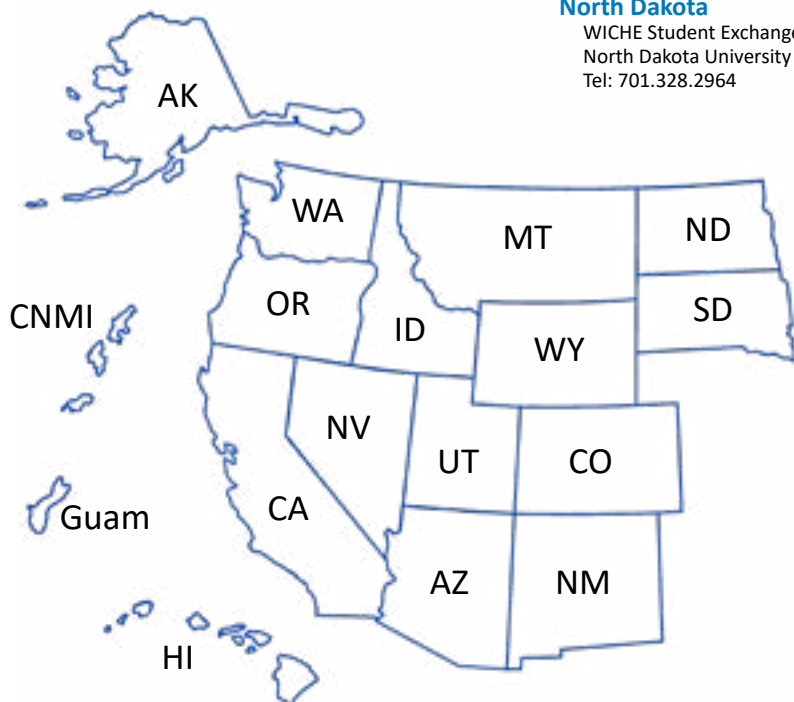 North Dakota
WICHE Student Exchange
North Dakota University
Tel: 701.328.2964
AK
WA
MT
ND
OR
ID
SD
CNMI
WY
NV
UT
CO
CA
Guam
AZ
NM
HI